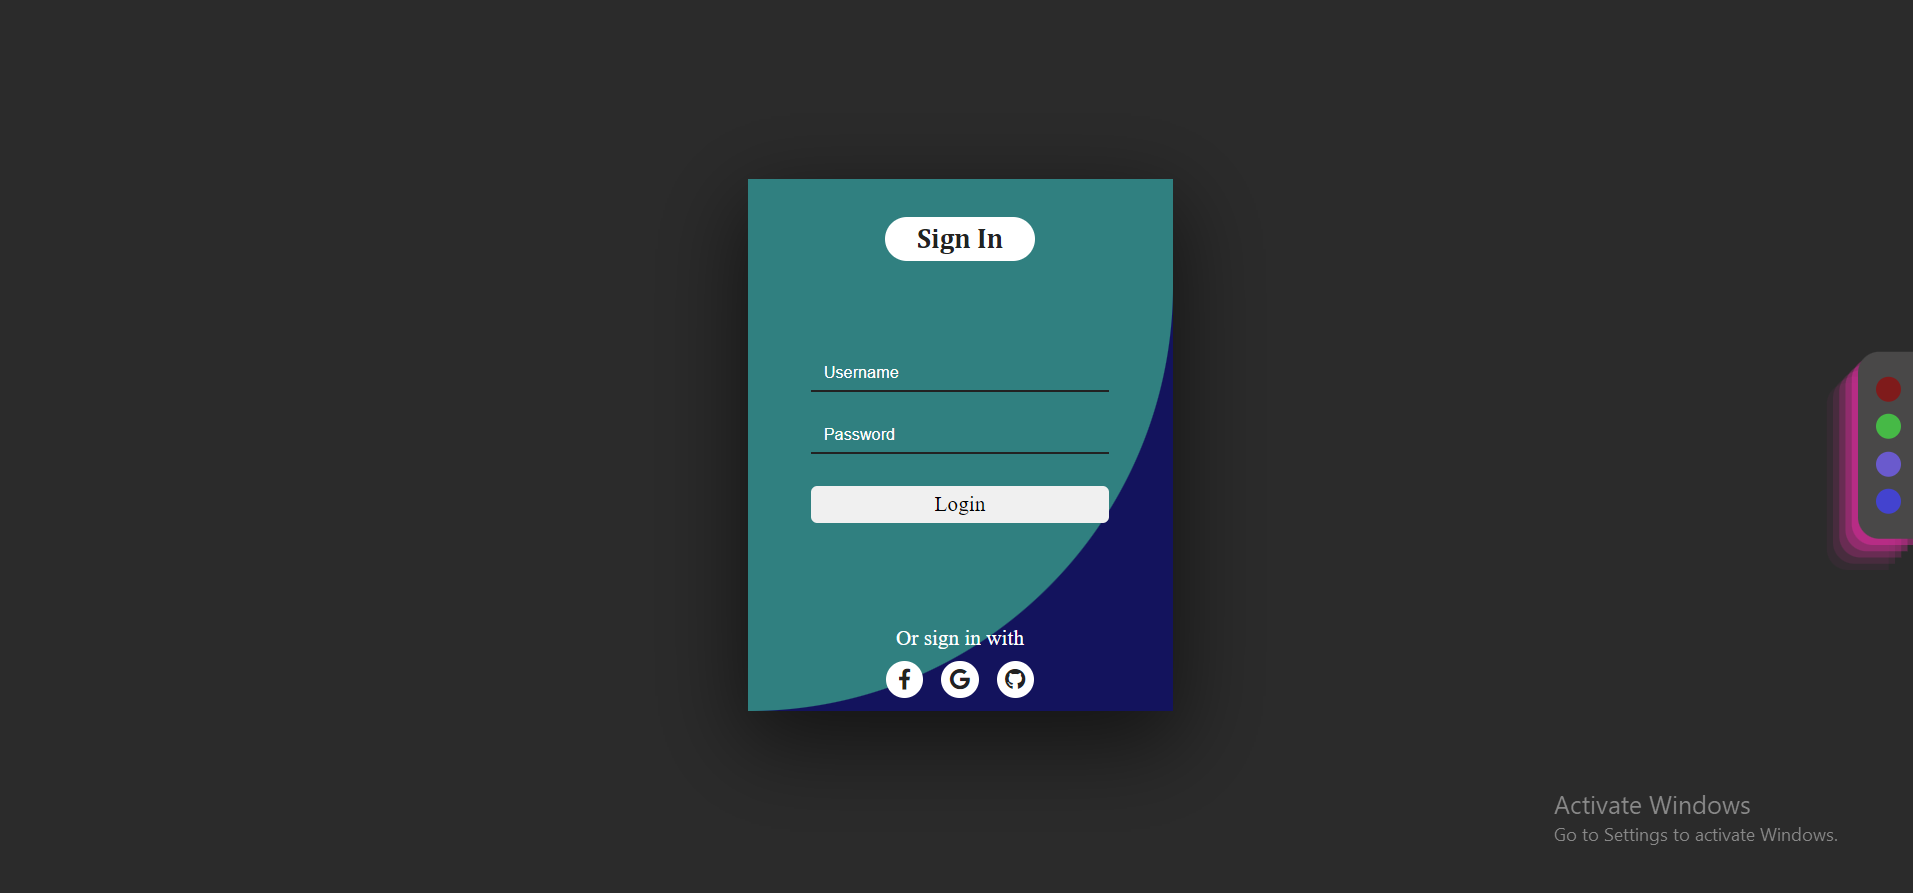 Sign In
Username
Password
Login
Or sign in with
Activate Windows
Go to Settings to activate Windows.